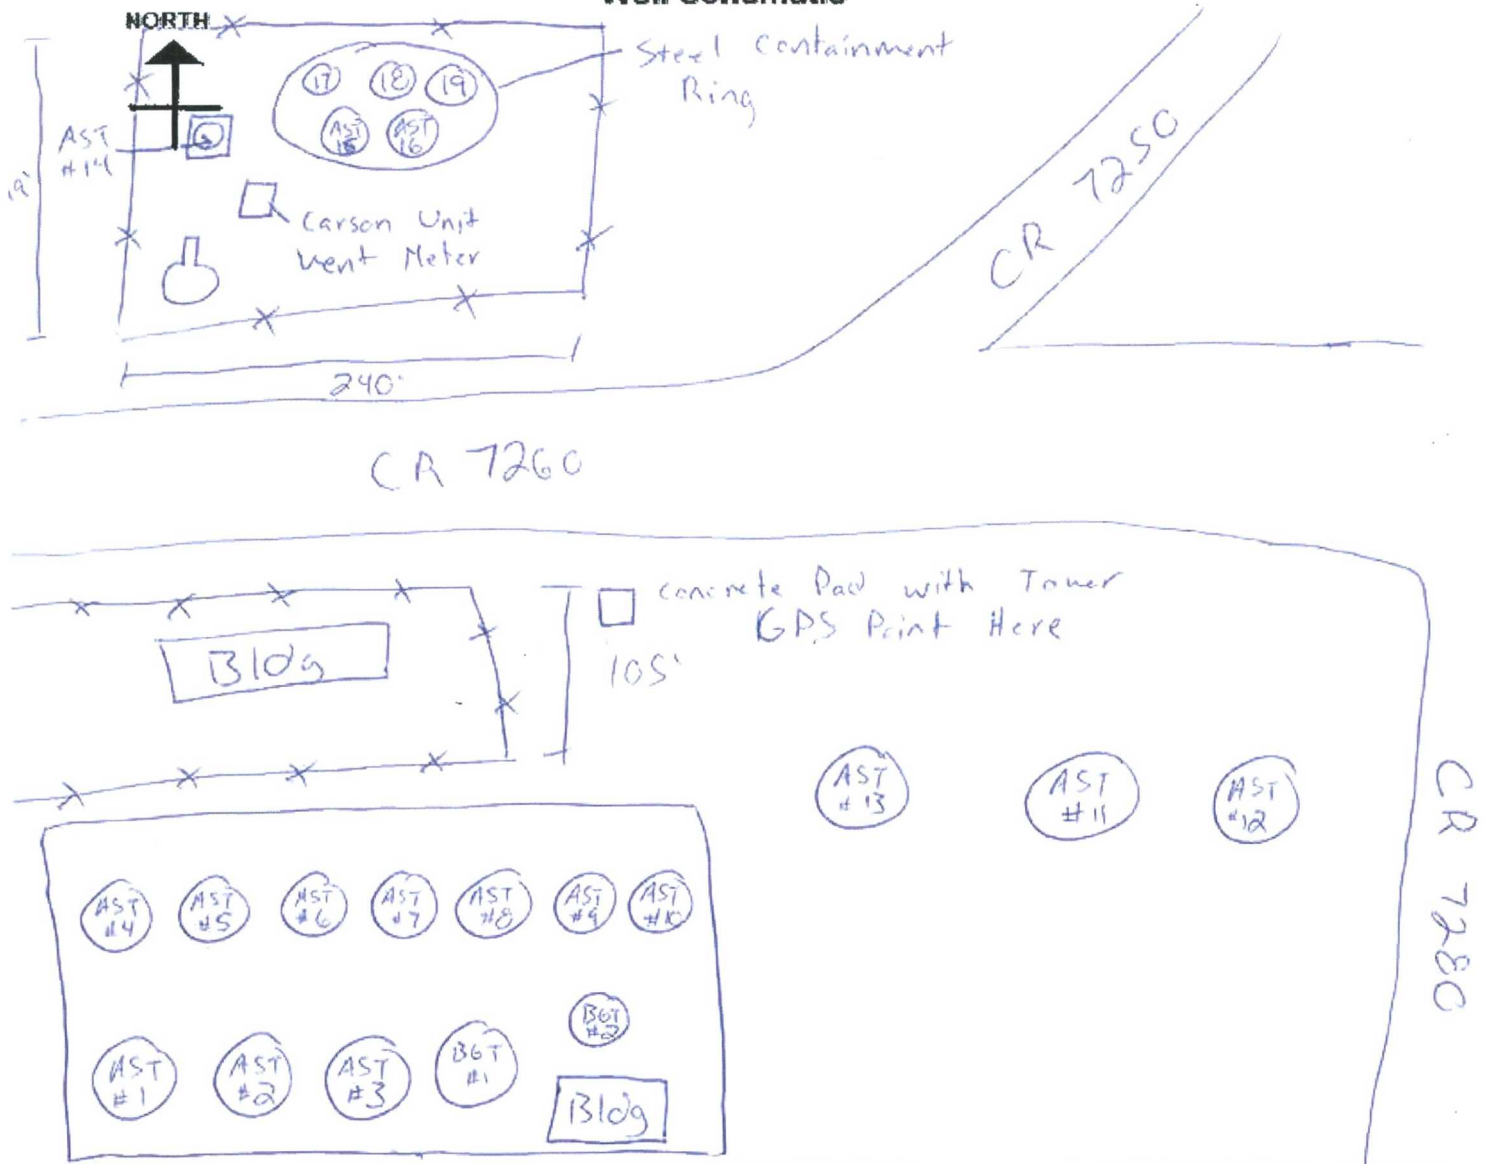 Well Schematic
NORTH
Steel Containment
Ring
17
18
19
AST
15
AST
16
AST
#14
Carson Unit
Vent Meter
240'
CR 7250
CR 7260
Concrete Pad with Tower
GPS Point Here
Bldg
105'
AST
#13
AST
#11
AST
#12
CR 7280
AST
#4
AST
#5
AST
#6
AST
#7
AST
#8
AST
#9
AST
#10
BGT
#2
AST
#1
AST
#2
AST
#3
BGT
#1
Bldg